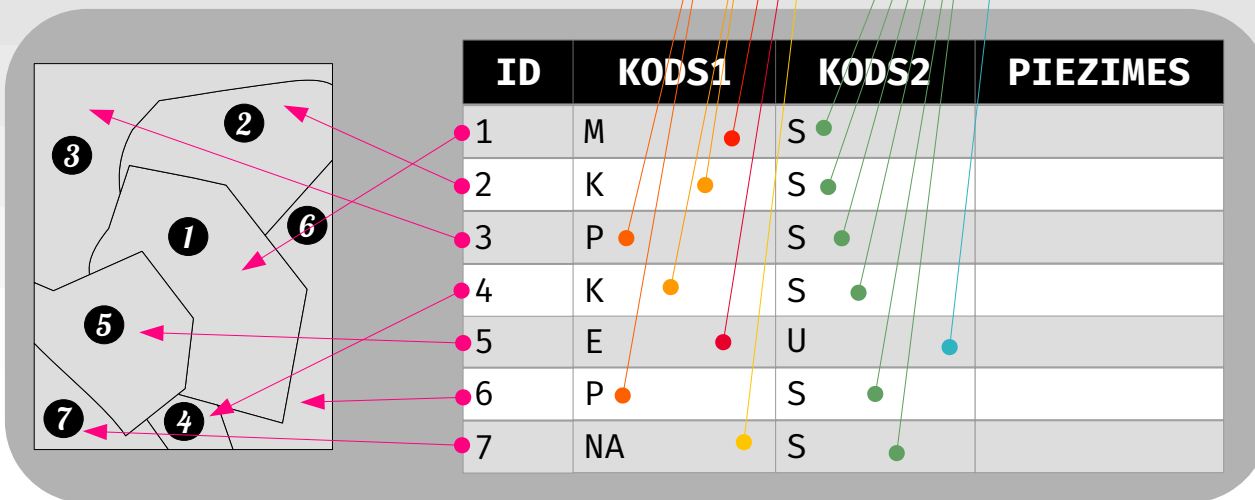 ID KODS1 KODS2 PIEZIMES
1 M S
2 K S
3 P S
4 K S
5 E U
6 P S
7 NA S
2
3
6
1
5
7
4